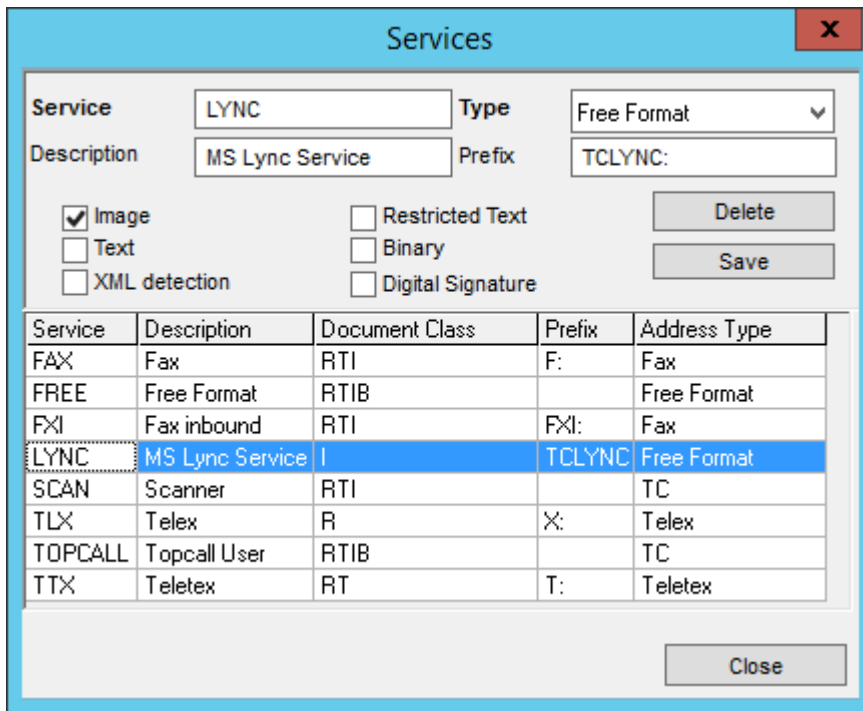 Services
x
Service LYNC Type Free Format
Description MS Lync Service Prefix TCLYNC:
Image Restricted Text Delete
Text Binary Save
XML detection Digital Signature
Service Description Document Class Prefix Address Type
FAX Fax RTI F: Fax
FREE Free Format RTIB Free Format
FXI Fax inbound RTI FXI: Fax
LYNC MS Lync Service I TCLYNC Free Format
SCAN Scanner RTI TC
TLX Telex R X: Telex
TOPCALL Topcall User RTIB TC
TTX Teletex RT T: Teletex
Close